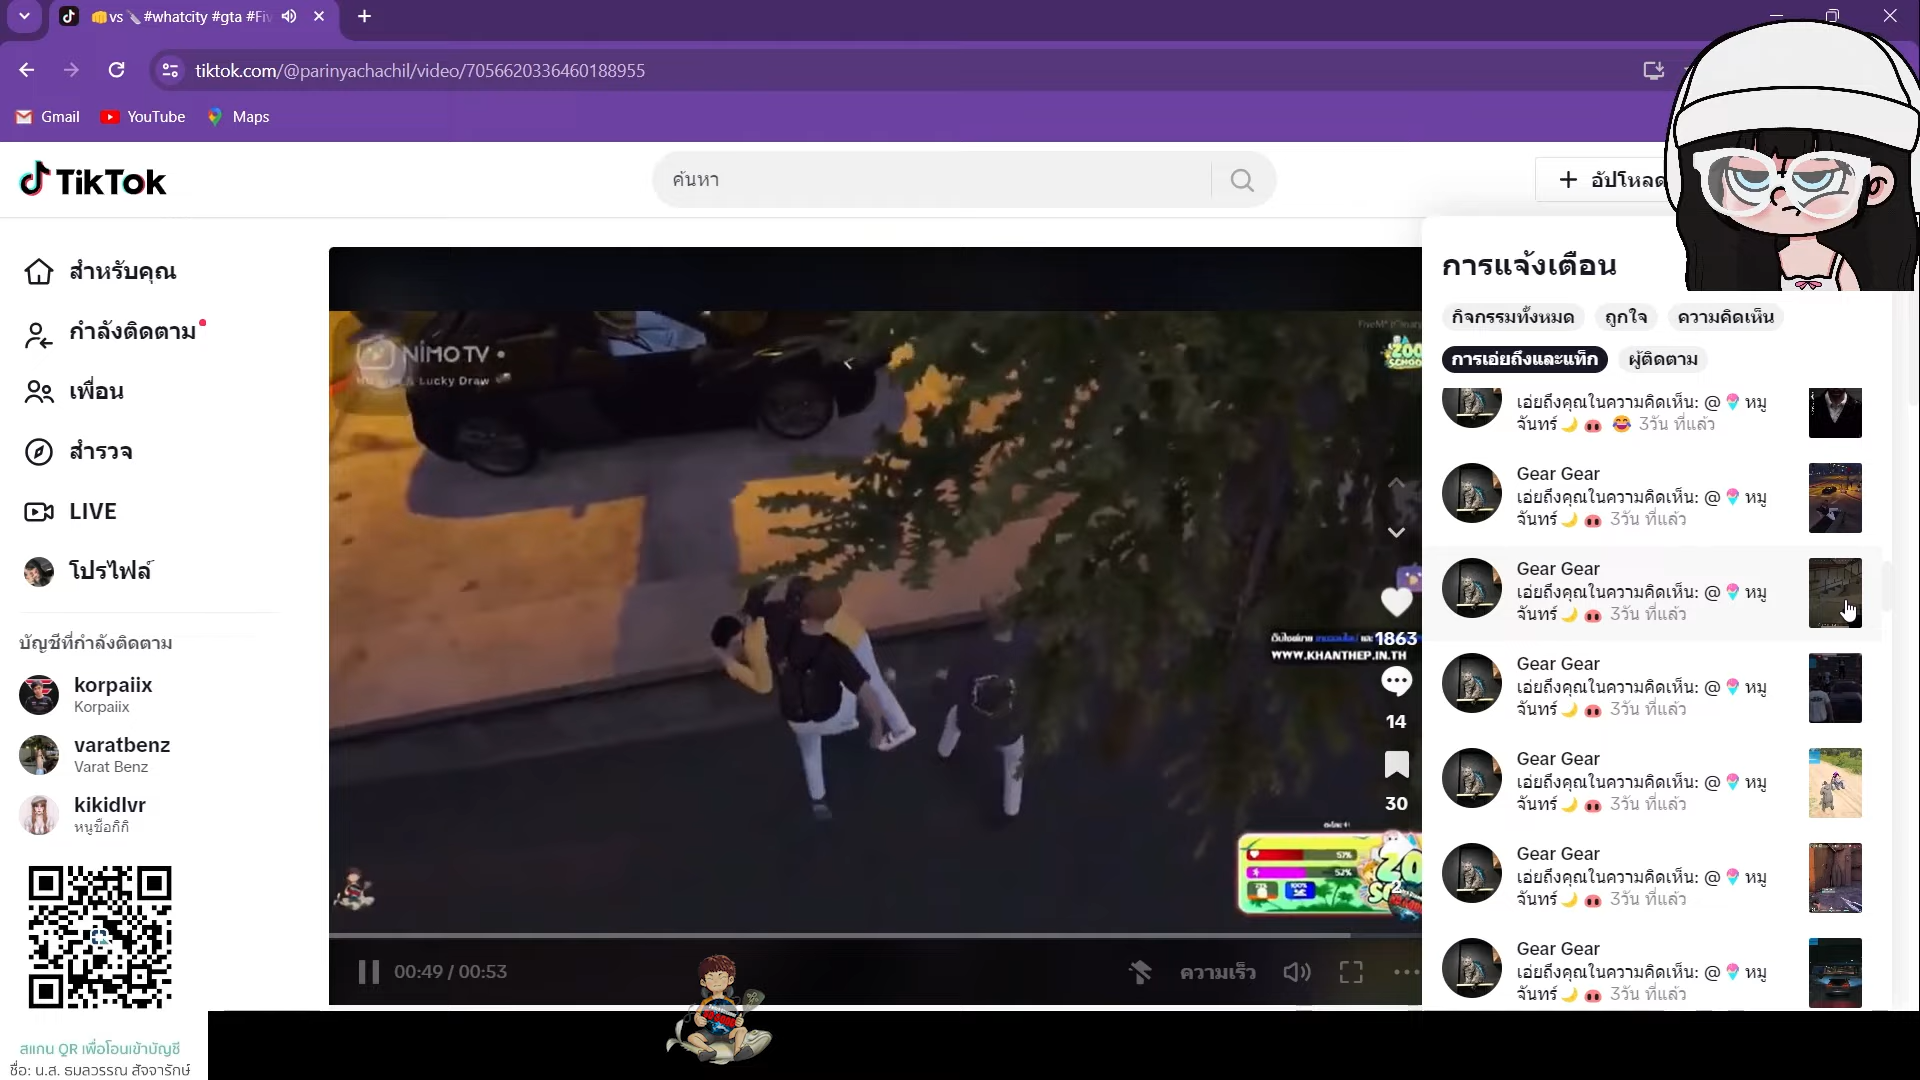 👊vs🔪#whatcity #gta #Fiv
tiktok.com/@parinyachachil/video/7056620336460188955
Gmail
YouTube
Maps
TikTok
ค้นหา
อัปโหลด
สำหรับคุณ
กำลังติดตาม
เพื่อน
สำรวจ
LIVE
โปรไฟล์
บัญชีที่กำลังติดตาม
korpaiix
Korpaiix
varatbenz
Varat Benz
kikidlvr
หนูชื่อกิกิ
สแกน QR เพื่อโอนเข้าบัญชี
ชื่อ: น.ส. ธมลวรรณ สัจจารักษ์
NIMO TV
Lucky Draw
ZOO
SCHOOL
1863
WWW.KHANTHEP.IN.TH
14
30
57%
52%
100%
00:49 / 00:53
ความเร็ว
การแจ้งเตือน
กิจกรรมทั้งหมด
ถูกใจ
ความคิดเห็น
การเอ่ยถึงและแท็ก
ผู้ติดตาม
เอ่ยถึงคุณในความคิดเห็น: @🍧หมู
จันทร์🌙🐽 😂 3วัน ที่แล้ว
Gear Gear
เอ่ยถึงคุณในความคิดเห็น: @🍧หมู
จันทร์🌙🐽 3วัน ที่แล้ว
Gear Gear
เอ่ยถึงคุณในความคิดเห็น: @🍧หมู
จันทร์🌙🐽 3วัน ที่แล้ว
Gear Gear
เอ่ยถึงคุณในความคิดเห็น: @🍧หมู
จันทร์🌙🐽 3วัน ที่แล้ว
Gear Gear
เอ่ยถึงคุณในความคิดเห็น: @🍧หมู
จันทร์🌙🐽 3วัน ที่แล้ว
Gear Gear
เอ่ยถึงคุณในความคิดเห็น: @🍧หมู
จันทร์🌙🐽 3วัน ที่แล้ว
Gear Gear
เอ่ยถึงคุณในความคิดเห็น: @🍧หมู
จันทร์🌙🐽 3วัน ที่แล้ว